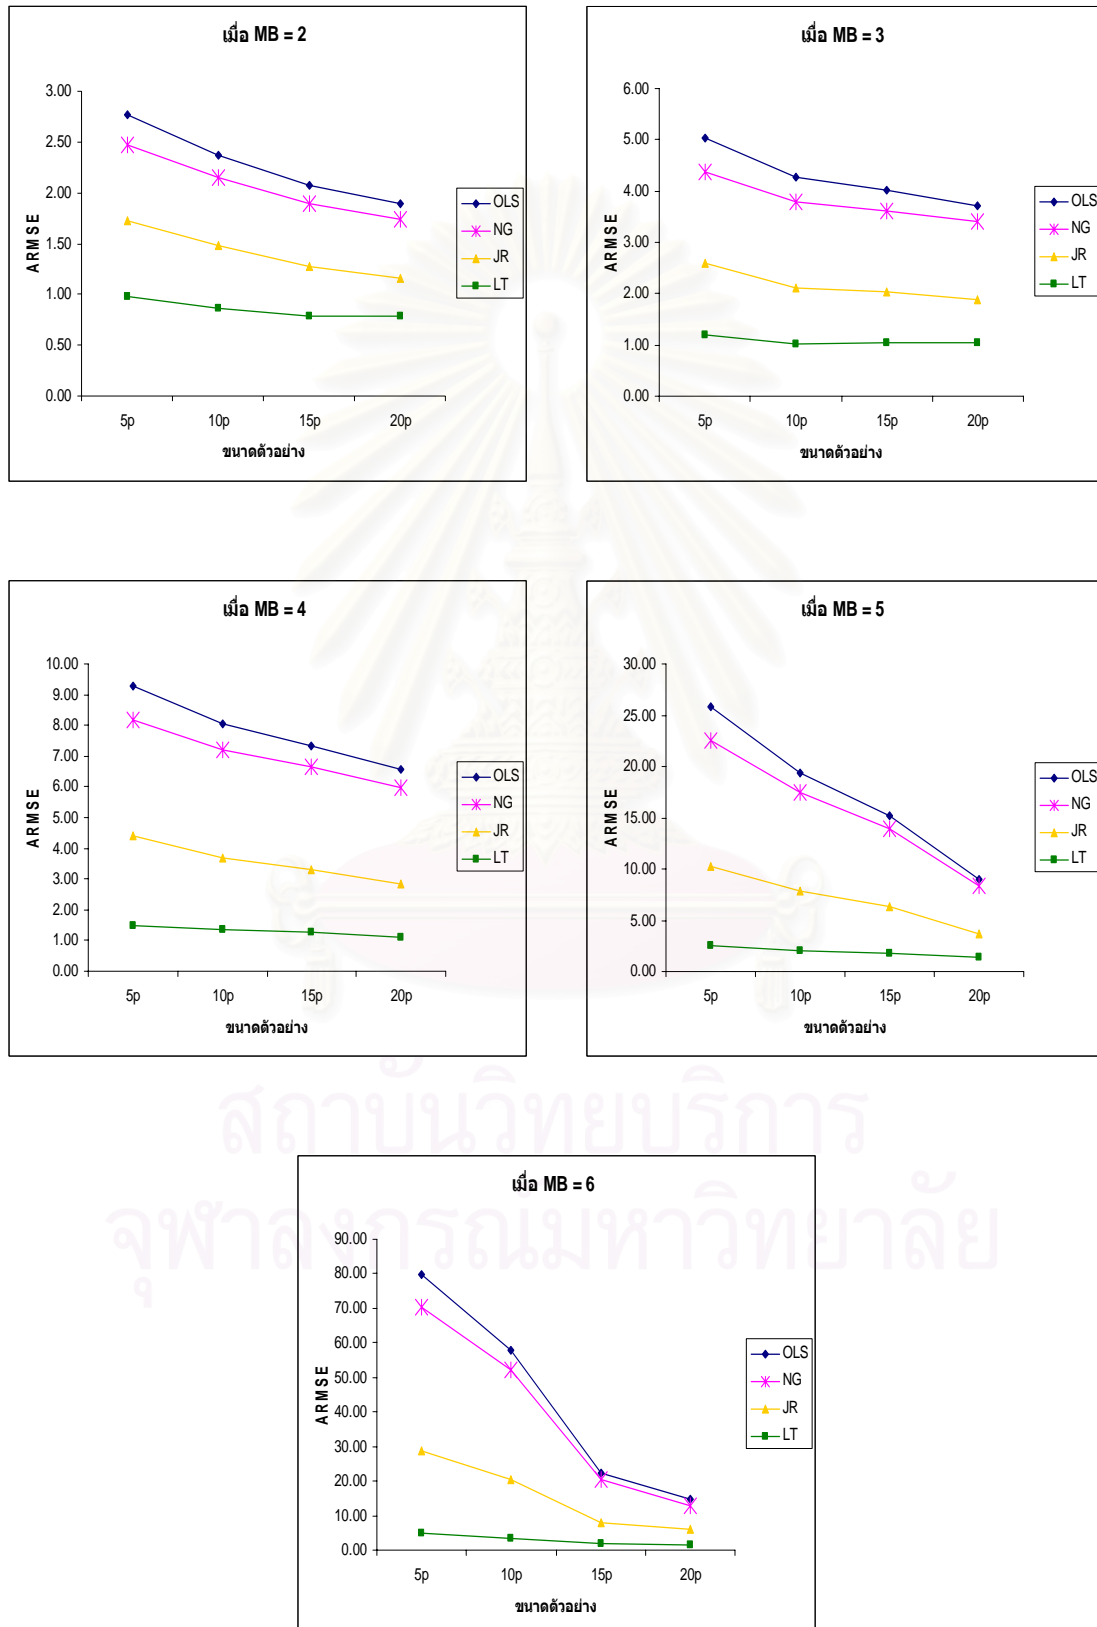 เมื่อ MB = 2
3.00
2.50
2.00
1.50
1.00
0.50
0.00
ARMSE
5p 10p 15p 20p
ขนาดตัวอย่าง
OLS
NG
JR
LT
เมื่อ MB = 3
6.00
5.00
4.00
3.00
2.00
1.00
0.00
ARMSE
5p 10p 15p 20p
ขนาดตัวอย่าง
OLS
NG
JR
LT
เมื่อ MB = 4
10.00
9.00
8.00
7.00
6.00
5.00
4.00
3.00
2.00
1.00
0.00
ARMSE
5p 10p 15p 20p
ขนาดตัวอย่าง
OLS
NG
JR
LT
เมื่อ MB = 5
30.00
25.00
20.00
15.00
10.00
5.00
0.00
ARMSE
5p 10p 15p 20p
ขนาดตัวอย่าง
OLS
NG
JR
LT
สถาบันวิทยบริการ
จุฬาลงกรณ์มหาวิทยาลัย
เมื่อ MB = 6
90.00
80.00
70.00
60.00
50.00
40.00
30.00
20.00
10.00
0.00
ARMSE
5p 10p 15p 20p
ขนาดตัวอย่าง
OLS
NG
JR
LT